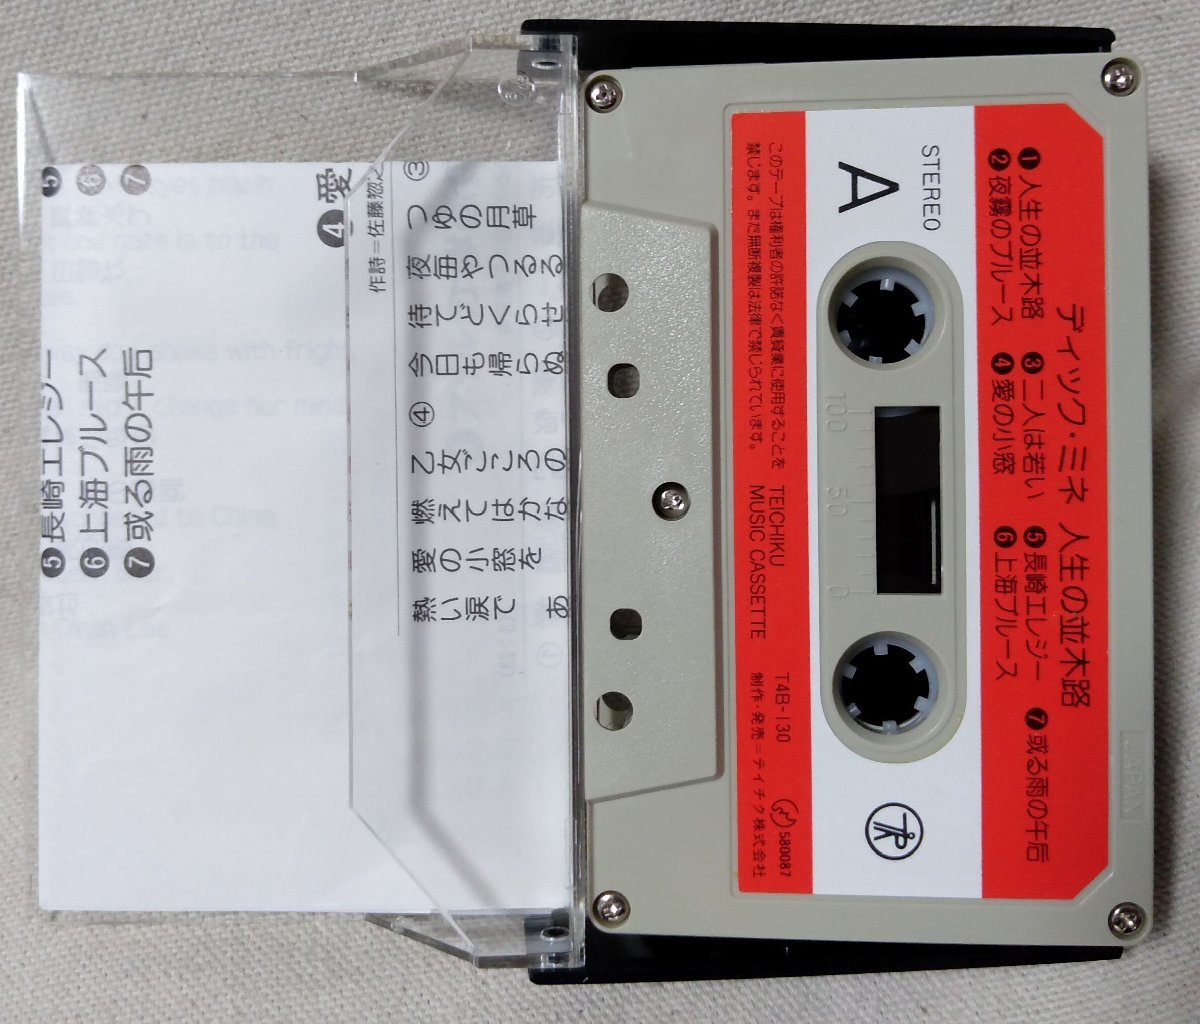 ❶人生の並木路 ❸二人は若い ❺長崎エレジー ❼或る雨の午后
❷夜霧のブルース ❹愛の小窓 ❻上海ブルース
ディック・ミネ 人生の並木路
STEREO
A
100 50 0
このテープは権利者の許諾なく賃貸業に使用することを
禁じます。また無断複製は法律で禁じられています。
TEICHIKU
MUSIC CASSETTE
T4B-130
制作・発売=テイチク株式会社
580087
JAPAN
❺長崎エレジー
❻上海ブルース
❼或る雨の午后
❹愛
作詩=佐藤惣之
③
つゆの月草
夜毎やつるる
待てどくらせ
今日も帰らぬ
④
乙女ごころの
燃えてはかな
愛の小窓を
熱い涙で あ